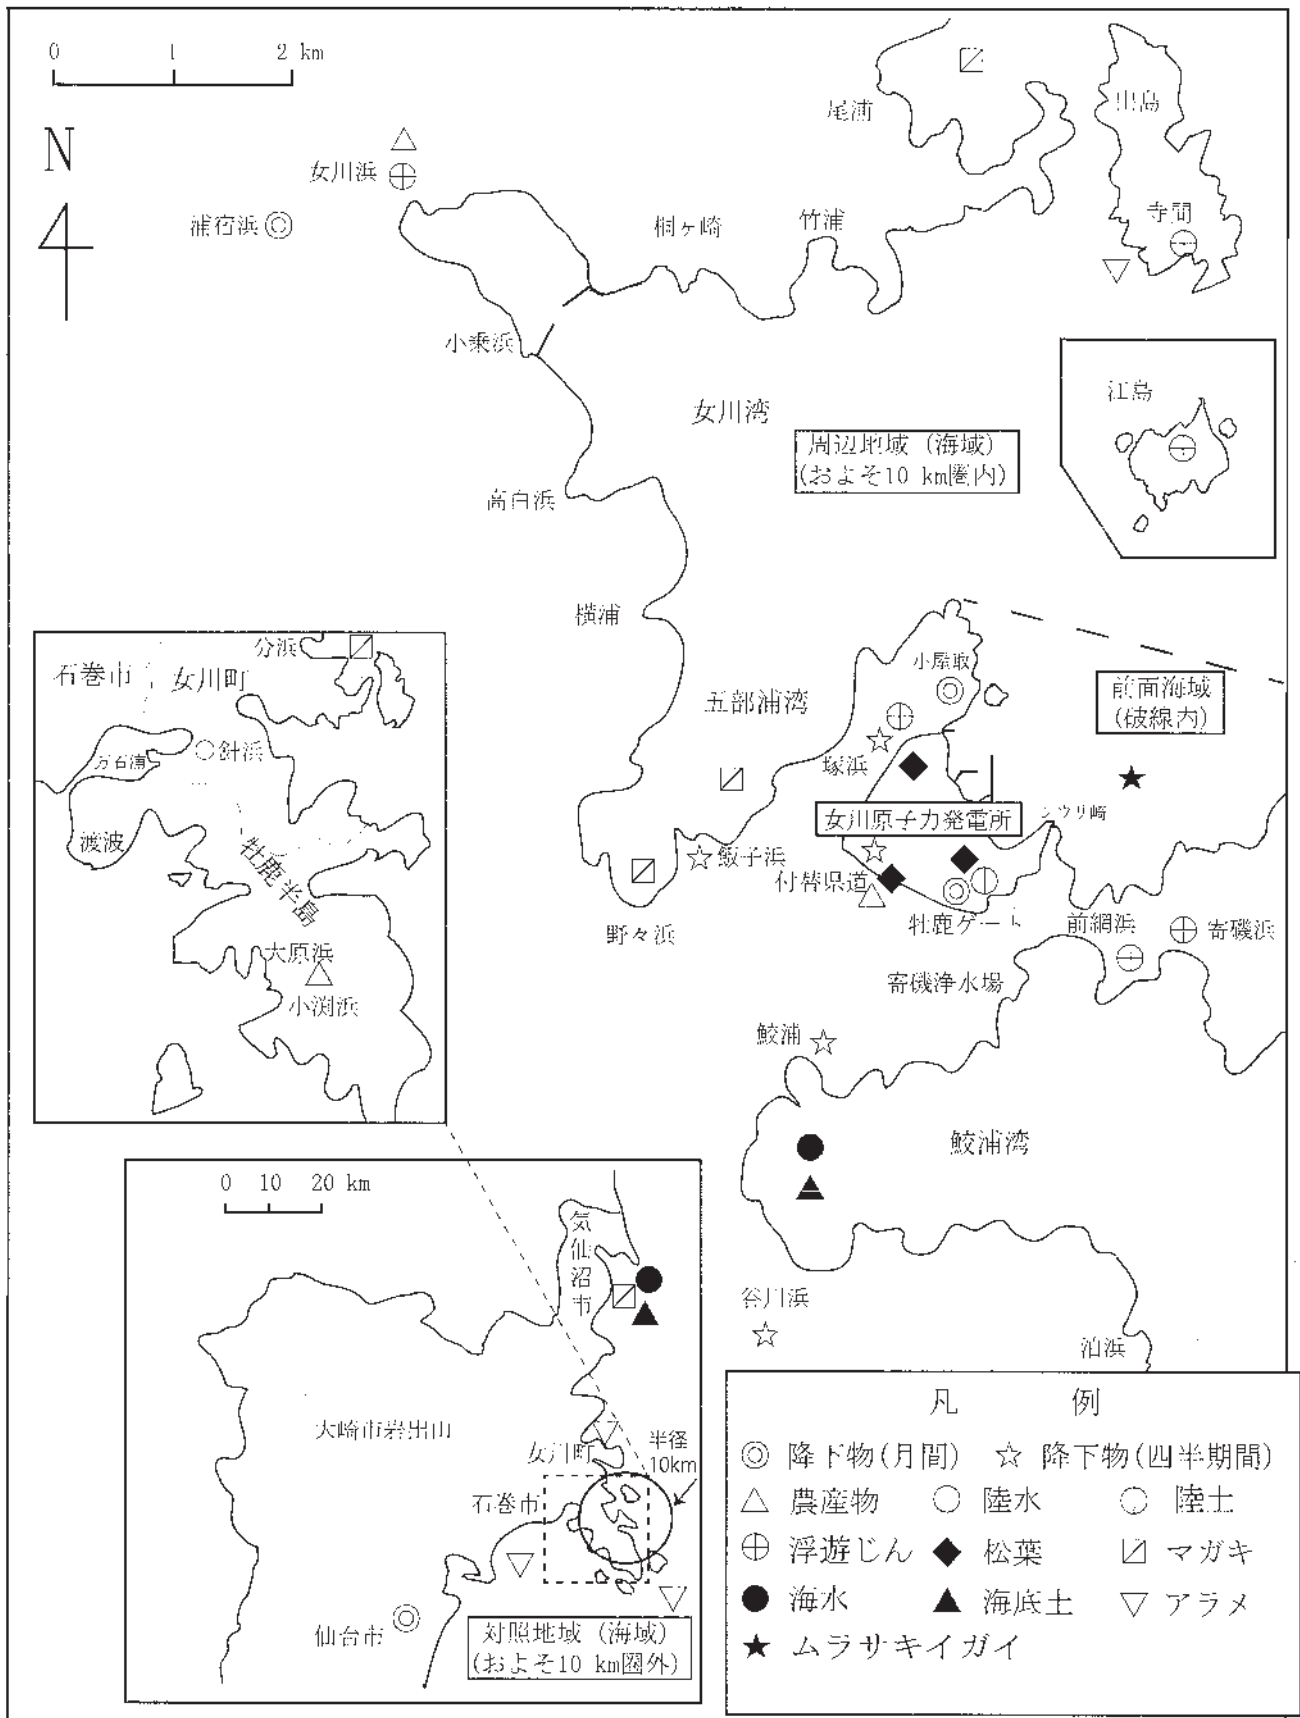 0 1 2 km
N
尾浦
出島
女川浜
浦宿浜
寺間
桐ヶ崎
竹浦
小乗浜
江島
女川湾
周辺地域（海域）
(およそ10 km圏内)
高白浜
横浦
小屋取
五部浦湾
前面海域
(破線内)
塚浜
女川原子力発電所
シウリ崎
飯子浜
付替県道
野々浜
牡鹿ゲート
前網浜
寄磯浜
寄磯浄水場
鮫浦
鮫浦湾
谷川浜
泊浜
分浜
石巻市
女川町
万石浦
針浜
渡波
牡鹿半島
大原浜
小渕浜
0 10 20 km
気仙沼市
大崎市岩出山
女川町
半径
10km
石巻市
仙台市
対照地域（海域）
(およそ10 km圏外)
凡 例
◎ 降下物(月間) ☆ 降下物(四半期間)
△ 農産物 陸水 陸土
⊕ 浮遊じん ◆ 松葉 マガキ
● 海水 ▲ 海底土 ▽ アラメ
★ ムラサキイガイ